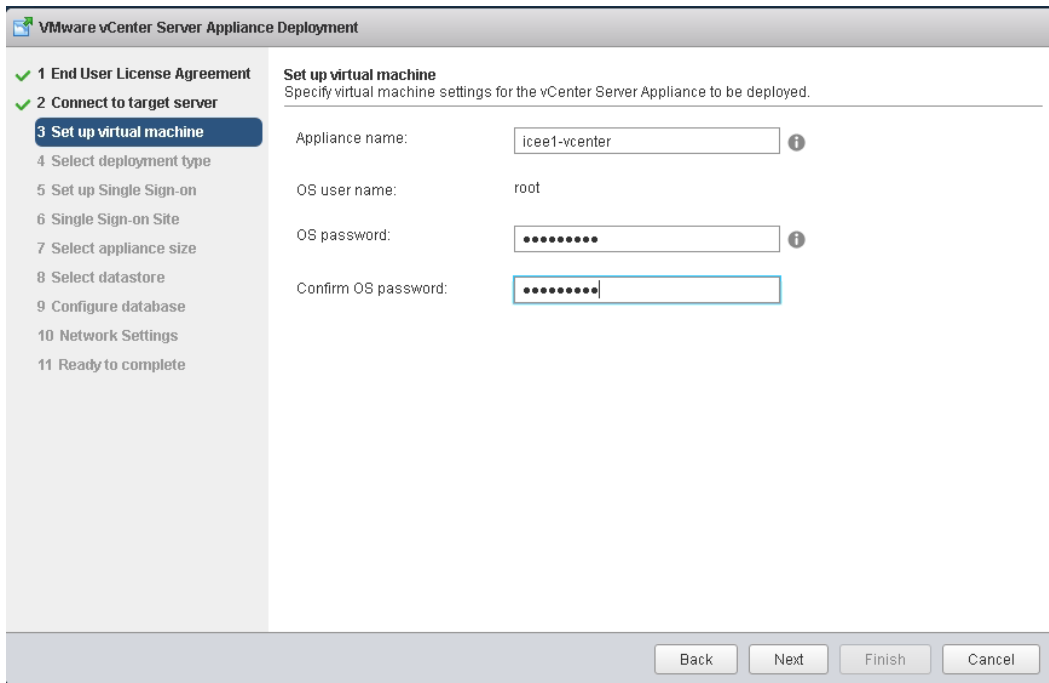 VMware vCenter Server Appliance Deployment
1 End User License Agreement
2 Connect to target server
3 Set up virtual machine
4 Select deployment type
5 Set up Single Sign-on
6 Single Sign-on Site
7 Select appliance size
8 Select datastore
9 Configure database
10 Network Settings
11 Ready to complete
Set up virtual machine
Specify virtual machine settings for the vCenter Server Appliance to be deployed.
Appliance name: icee1-vcenter
OS user name: root
OS password: •••••••••
Confirm OS password: •••••••••
Back Next Finish Cancel